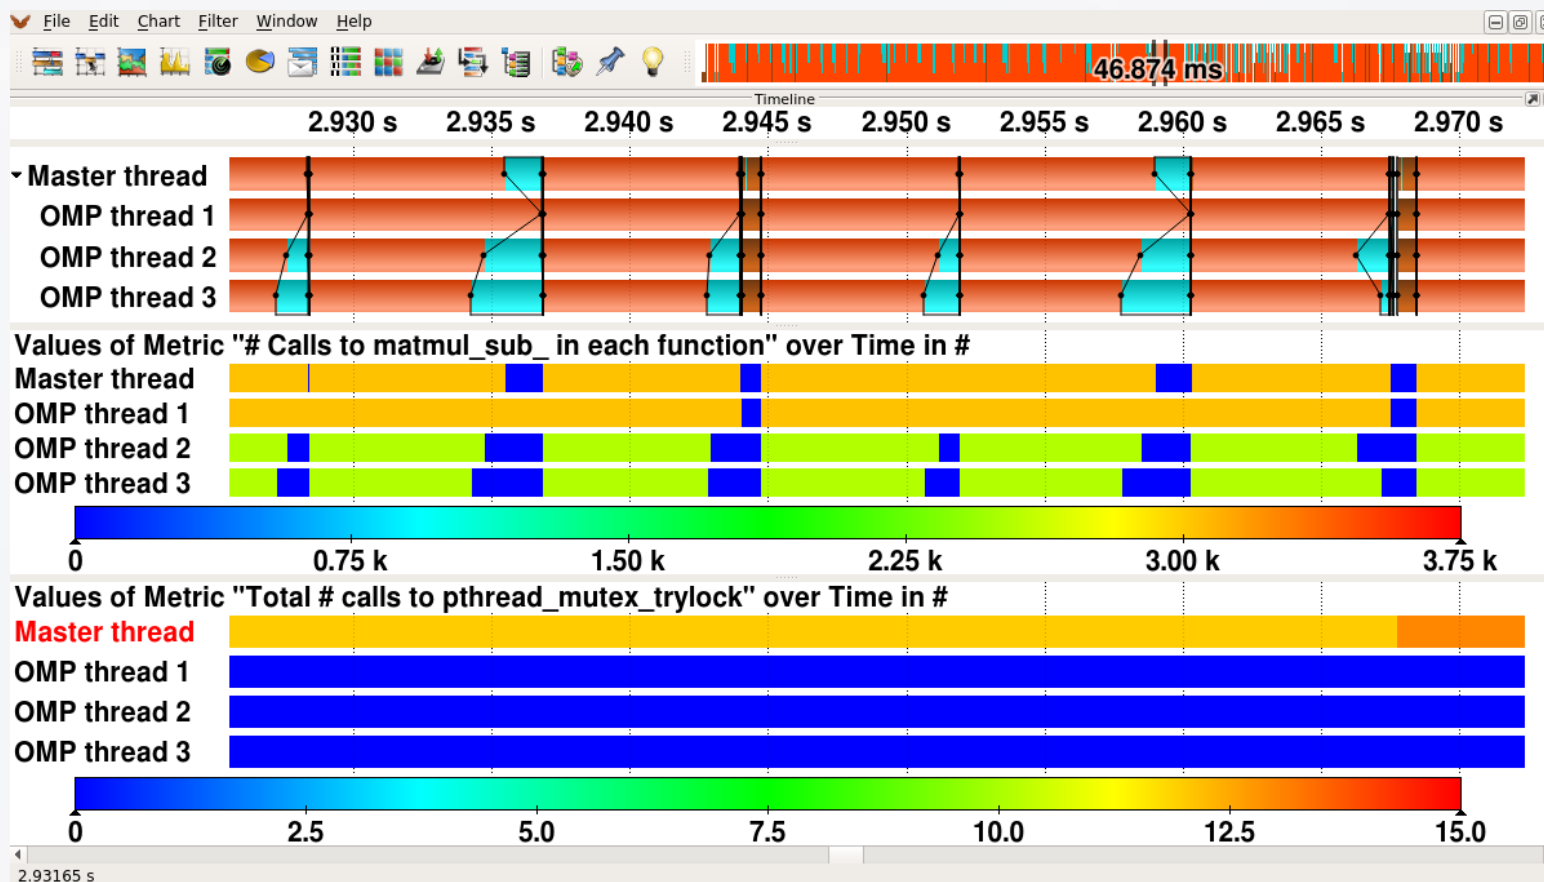 File Edit Chart Filter Window Help
46.874 ms
Timeline
2.930 s 2.935 s 2.940 s 2.945 s 2.950 s 2.955 s 2.960 s 2.965 s 2.970 s
Master thread
OMP thread 1
OMP thread 2
OMP thread 3
Values of Metric "# Calls to matmul_sub_ in each function" over Time in #
Master thread
OMP thread 1
OMP thread 2
OMP thread 3
0 0.75 k 1.50 k 2.25 k 3.00 k 3.75 k
Values of Metric "Total # calls to pthread_mutex_trylock" over Time in #
Master thread
OMP thread 1
OMP thread 2
OMP thread 3
0 2.5 5.0 7.5 10.0 12.5 15.0
2.93165 s